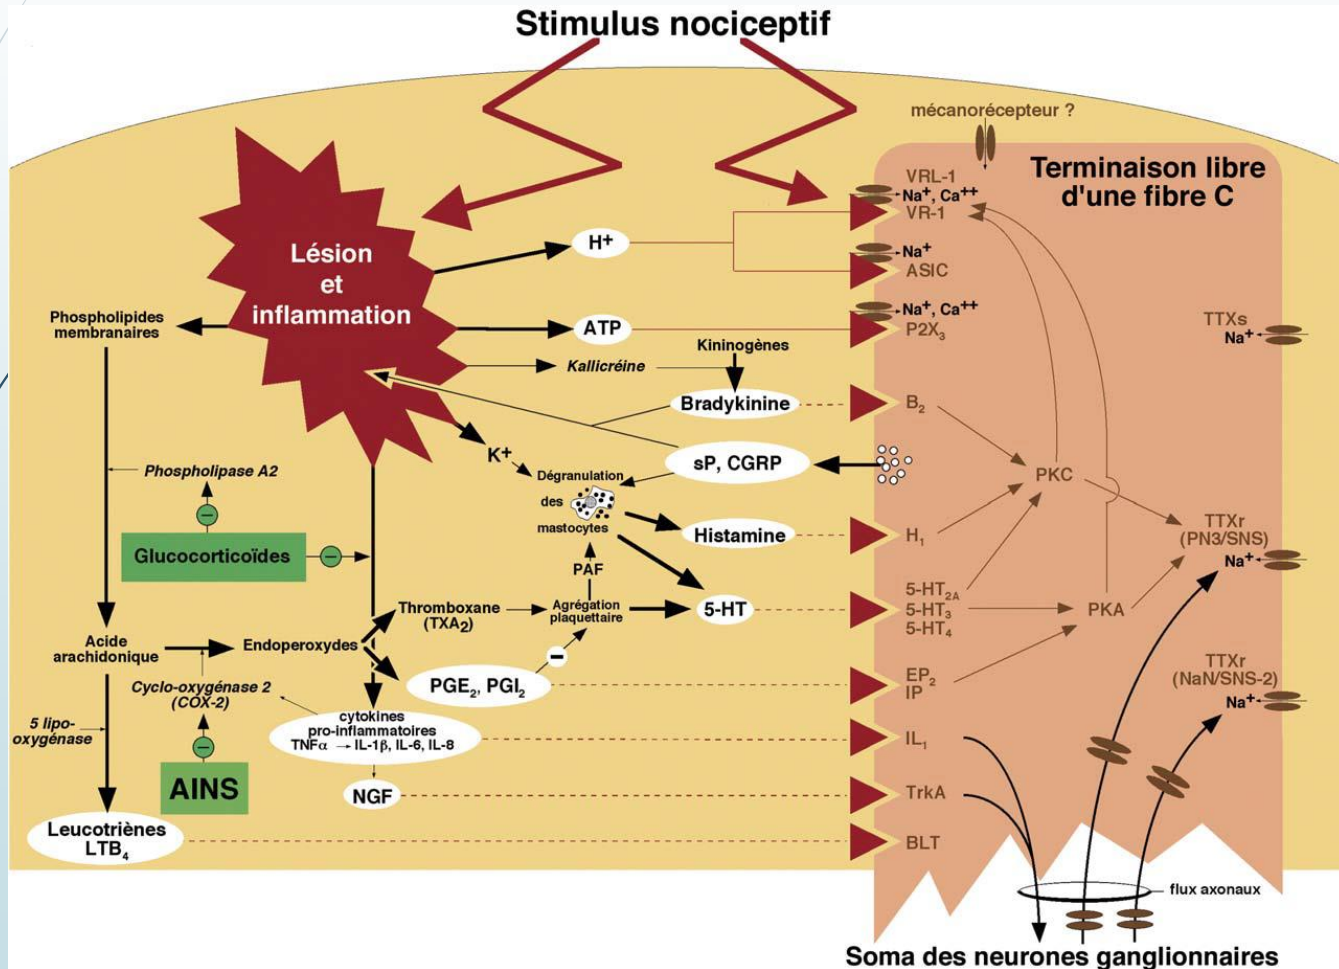 Stimulus nociceptif
mécanorécepteur ?
Terminaison libre
d'une fibre C
VRL-1
Na⁺, Ca⁺⁺
VR-1
Na⁺
ASIC
Na⁺, Ca⁺⁺
P2X₃
TTXs
Na⁺
Lésion
et
inflammation
H⁺
ATP
Phospholipides
membranaires
Kininogènes
Kallicréine
Bradykinine
B₂
K⁺
sP, CGRP
PKC
Dégranulation
des
mastocytes
Phospholipase A2
−
Glucocorticoïdes
−
Histamine
H₁
TTXr
(PN3/SNS)
Na⁺
PAF
Thromboxane
(TXA₂)
Agrégation
plaquettaire
5-HT
5-HT₂A
5-HT₃
5-HT₄
PKA
Acide
arachidonique
Endoperoxydes
−
PGE₂, PGI₂
EP₂
IP
TTXr
(NaN/SNS-2)
Na⁺
Cyclo-oxygénase 2
(COX-2)
5 lipo-
oxygénase
−
AINS
cytokines
pro-inflammatoires
TNFα → IL-1β, IL-6, IL-8
IL₁
NGF
TrkA
Leucotriènes
LTB₄
BLT
flux axonaux
Soma des neurones ganglionnaires